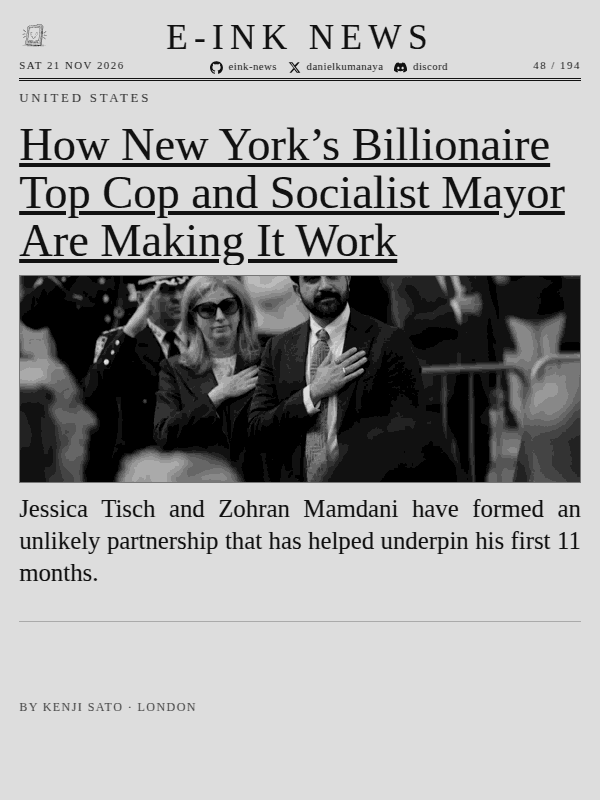 E-INK NEWS
SAT 21 NOV 2026
eink-news
danielkumanaya
discord
48 / 194
UNITED STATES
How New York’s Billionaire
Top Cop and Socialist Mayor
Are Making It Work
Jessica Tisch and Zohran Mamdani have formed an
unlikely partnership that has helped underpin his first 11
months.
BY KENJI SATO · LONDON